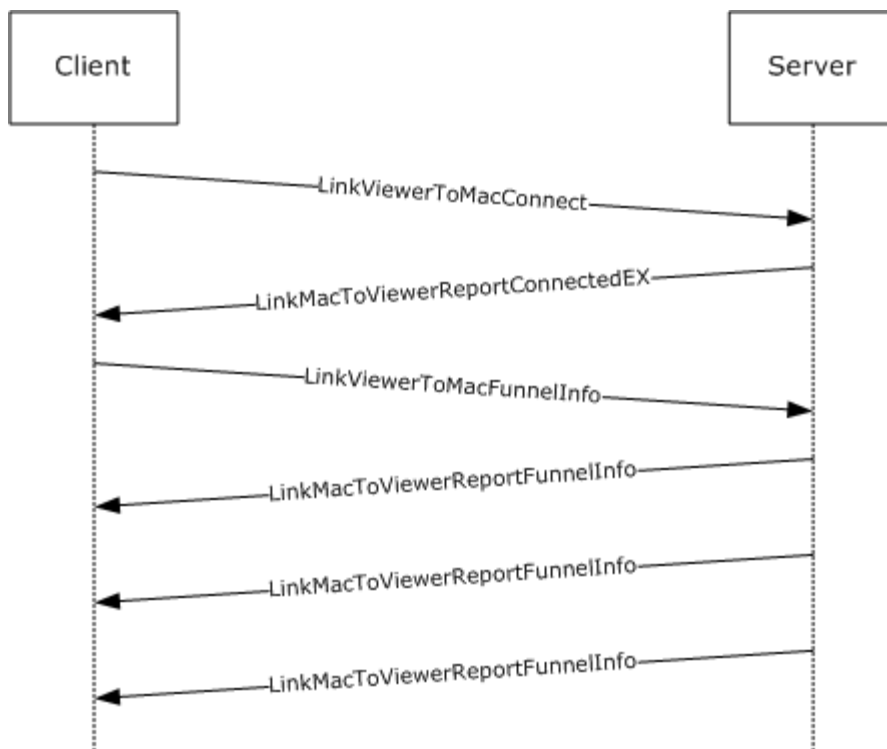 Client
Server
LinkViewerToMacConnect
LinkMacToViewerReportConnectedEX
LinkViewerToMacFunnelInfo
LinkMacToViewerReportFunnelInfo
LinkMacToViewerReportFunnelInfo
LinkMacToViewerReportFunnelInfo